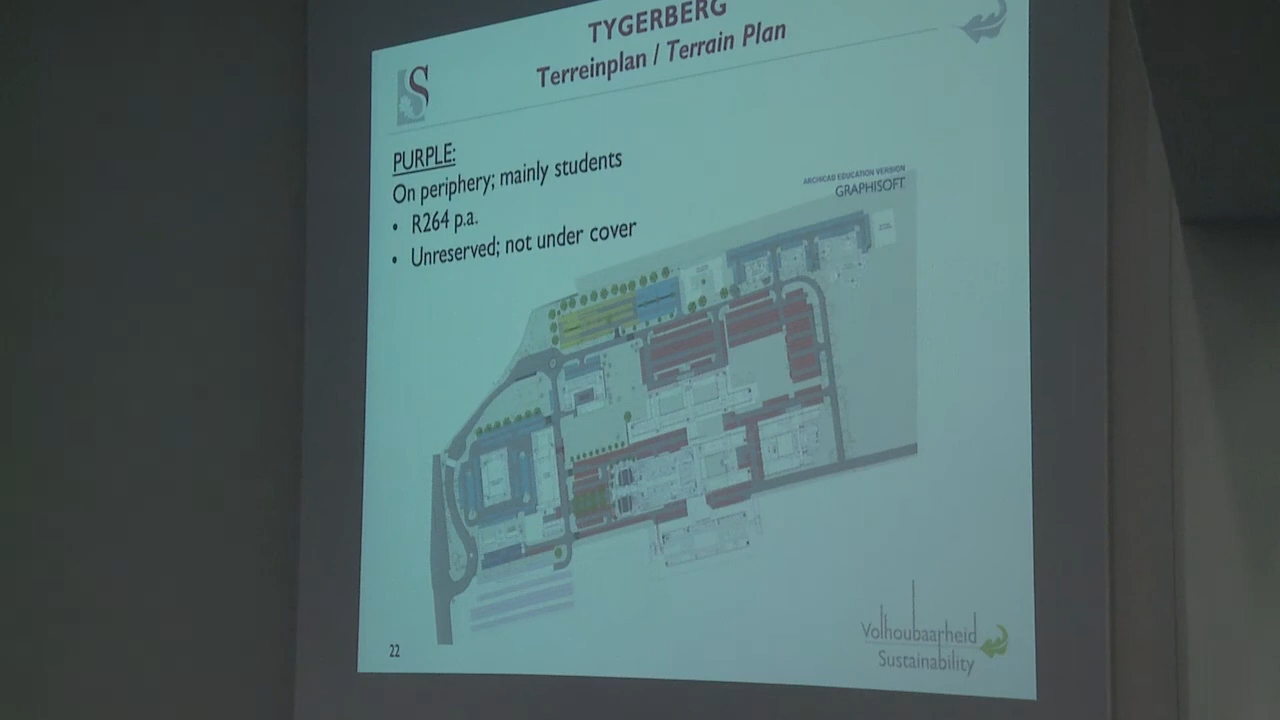 TYGERBERG
Terreinplan / Terrain Plan
S
PURPLE:
On periphery; mainly students
• R264 p.a.
• Unreserved; not under cover
ARCHICAD EDUCATION VERSION
GRAPHISOFT
22
Volhoubaarheid
Sustainability